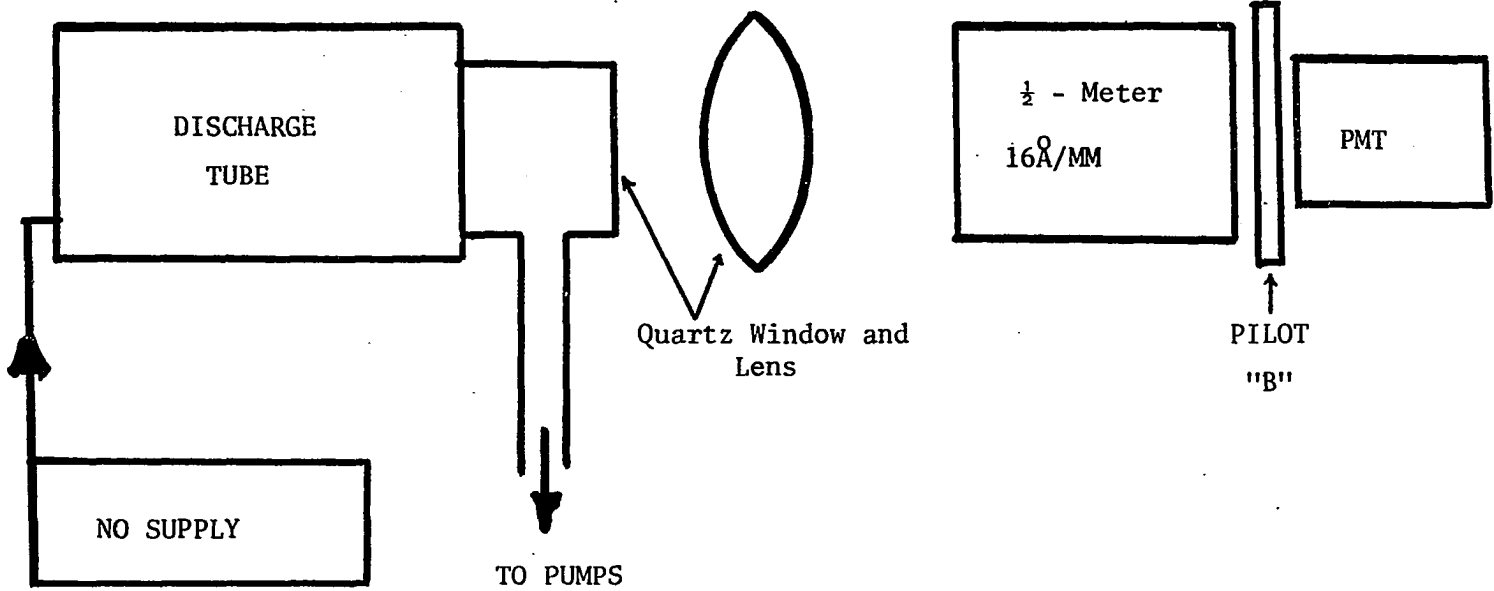 DISCHARGE
TUBE
½ - Meter
16Å/MM
PMT
Quartz Window and
Lens
PILOT
"B"
NO SUPPLY
TO PUMPS